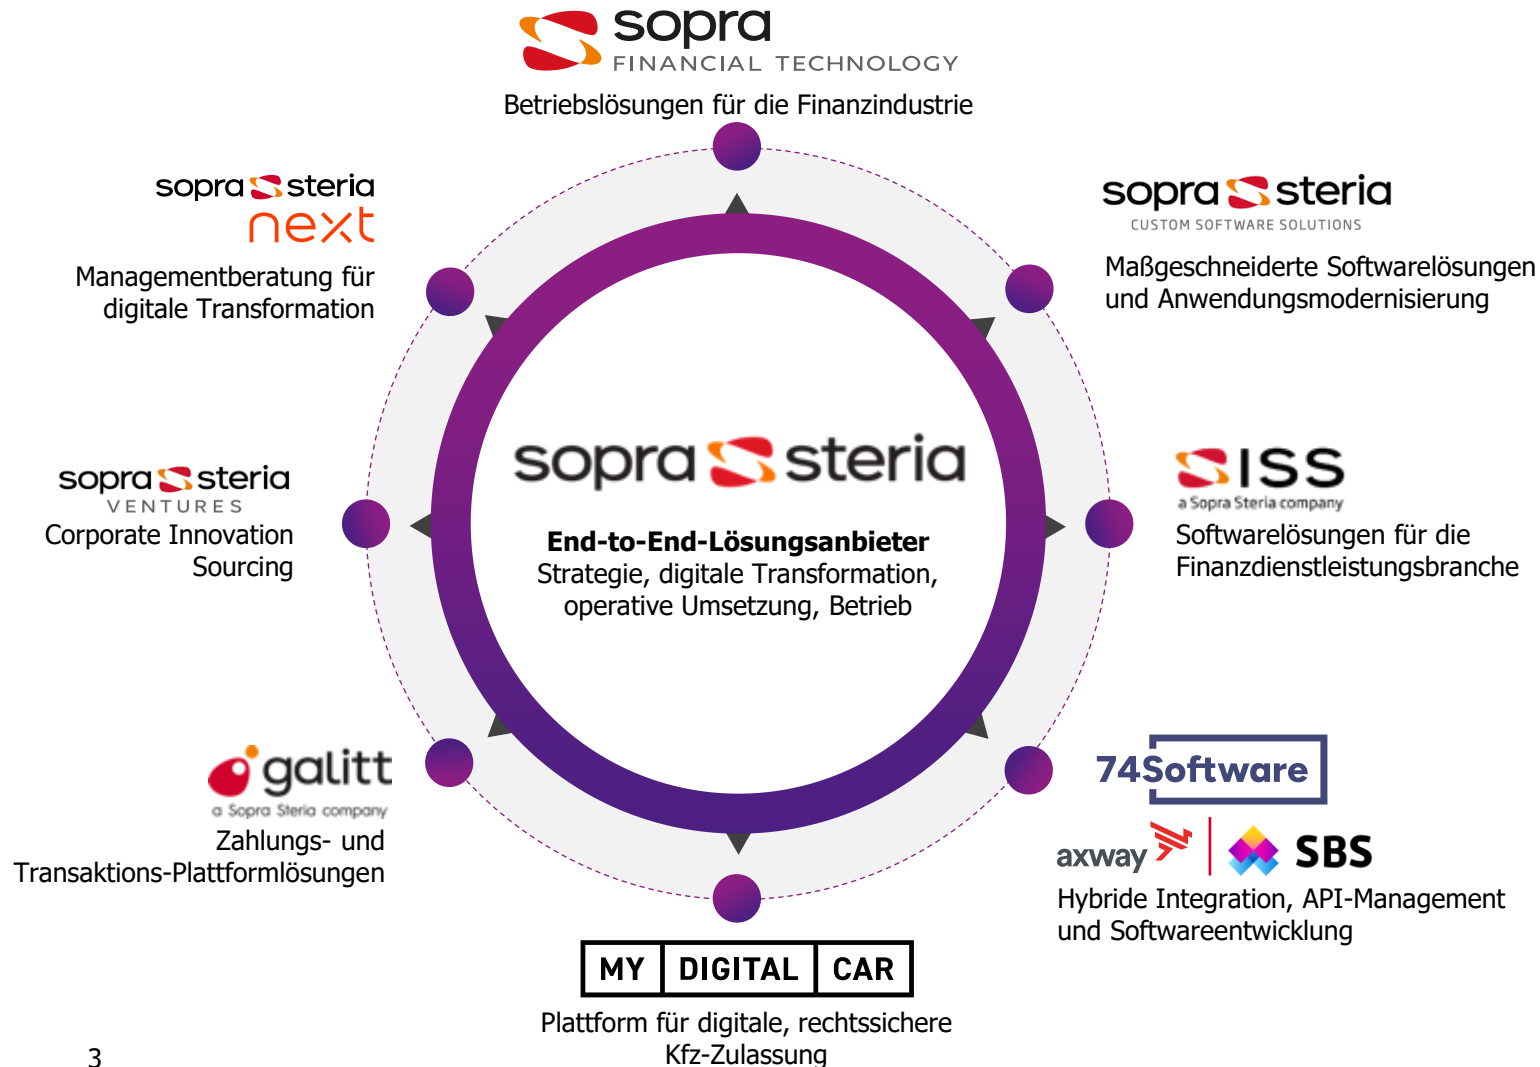 sopra
FINANCIAL TECHNOLOGY
Betriebslösungen für die Finanzindustrie
sopra steria
next
Managementberatung für
digitale Transformation
sopra steria
CUSTOM SOFTWARE SOLUTIONS
Maßgeschneiderte Softwarelösungen
und Anwendungsmodernisierung
sopra steria
VENTURES
Corporate Innovation
Sourcing
sopra steria
End-to-End-Lösungsanbieter
Strategie, digitale Transformation,
operative Umsetzung, Betrieb
ISS
a Sopra Steria company
Softwarelösungen für die
Finanzdienstleistungsbranche
galitt
a Sopra Steria company
Zahlungs- und
Transaktions-Plattformlösungen
74Software
axway SBS
Hybride Integration, API-Management
und Softwareentwicklung
MY DIGITAL CAR
Plattform für digitale, rechtssichere
Kfz-Zulassung
3